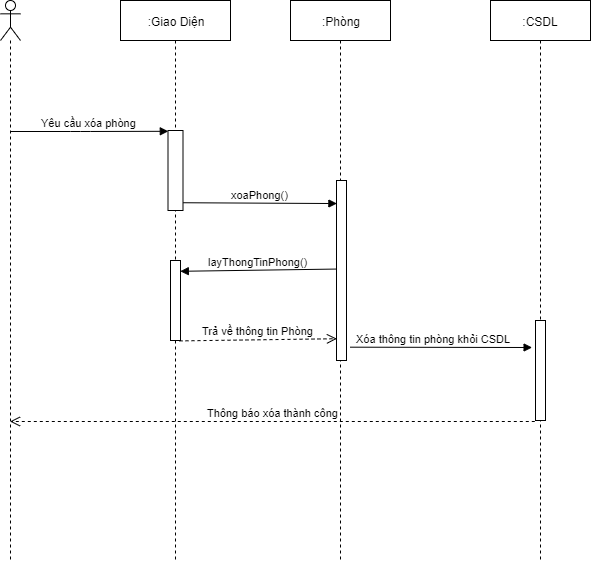 :Giao Diện
:Phòng
:CSDL
Yêu cầu xóa phòng
xoaPhong()
layThongTinPhong()
Trả về thông tin Phòng
Xóa thông tin phòng khỏi CSDL
Thông báo xóa thành công